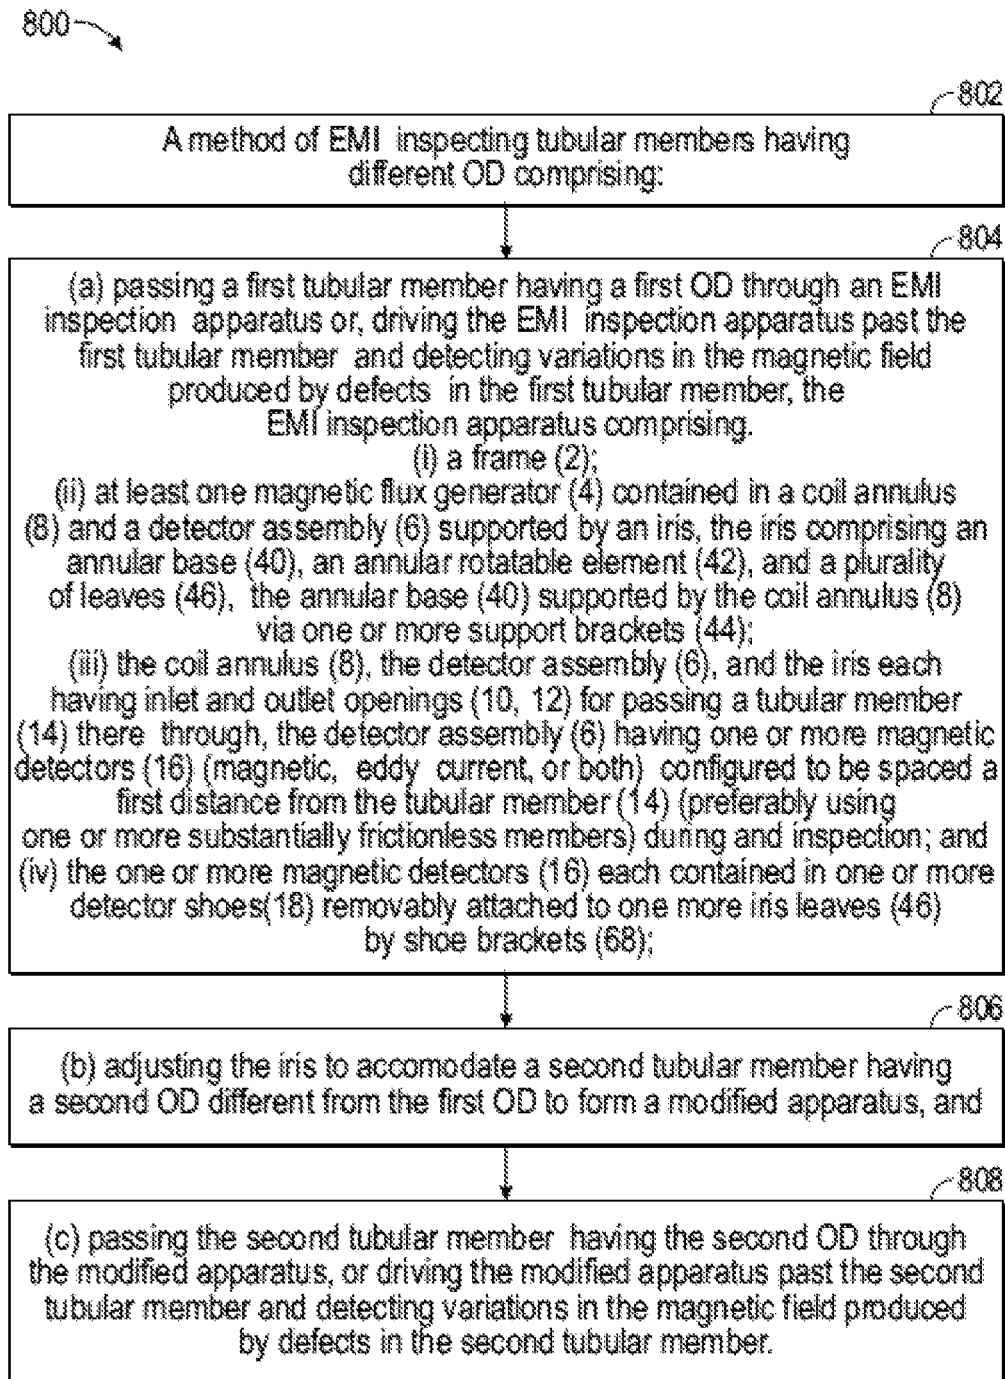 800
802
A method of EMI inspecting tubular members having
different OD comprising:
804
(a) passing a first tubular member having a first OD through an EMI
inspection apparatus or, driving the EMI inspection apparatus past the
first tubular member and detecting variations in the magnetic field
produced by defects in the first tubular member, the
EMI inspection apparatus comprising.
(i) a frame (2);
(ii) at least one magnetic flux generator (4) contained in a coil annulus
(8) and a detector assembly (6) supported by an iris, the iris comprising an
annular base (40), an annular rotatable element (42), and a plurality
of leaves (46), the annular base (40) supported by the coil annulus (8)
via one or more support brackets (44);
(iii) the coil annulus (8), the detector assembly (6), and the iris each
having inlet and outlet openings (10, 12) for passing a tubular member
(14) there through, the detector assembly (6) having one or more magnetic
detectors (16) (magnetic, eddy current, or both) configured to be spaced a
first distance from the tubular member (14) (preferably using
one or more substantially frictionless members) during and inspection; and
(iv) the one or more magnetic detectors (16) each contained in one or more
detector shoes(18) removably attached to one more iris leaves (46)
by shoe brackets (68);
806
(b) adjusting the iris to accomodate a second tubular member having
a second OD different from the first OD to form a modified apparatus, and
808
(c) passing the second tubular member having the second OD through
the modified apparatus, or driving the modified apparatus past the second
tubular member and detecting variations in the magnetic field produced
by defects in the second tubular member.